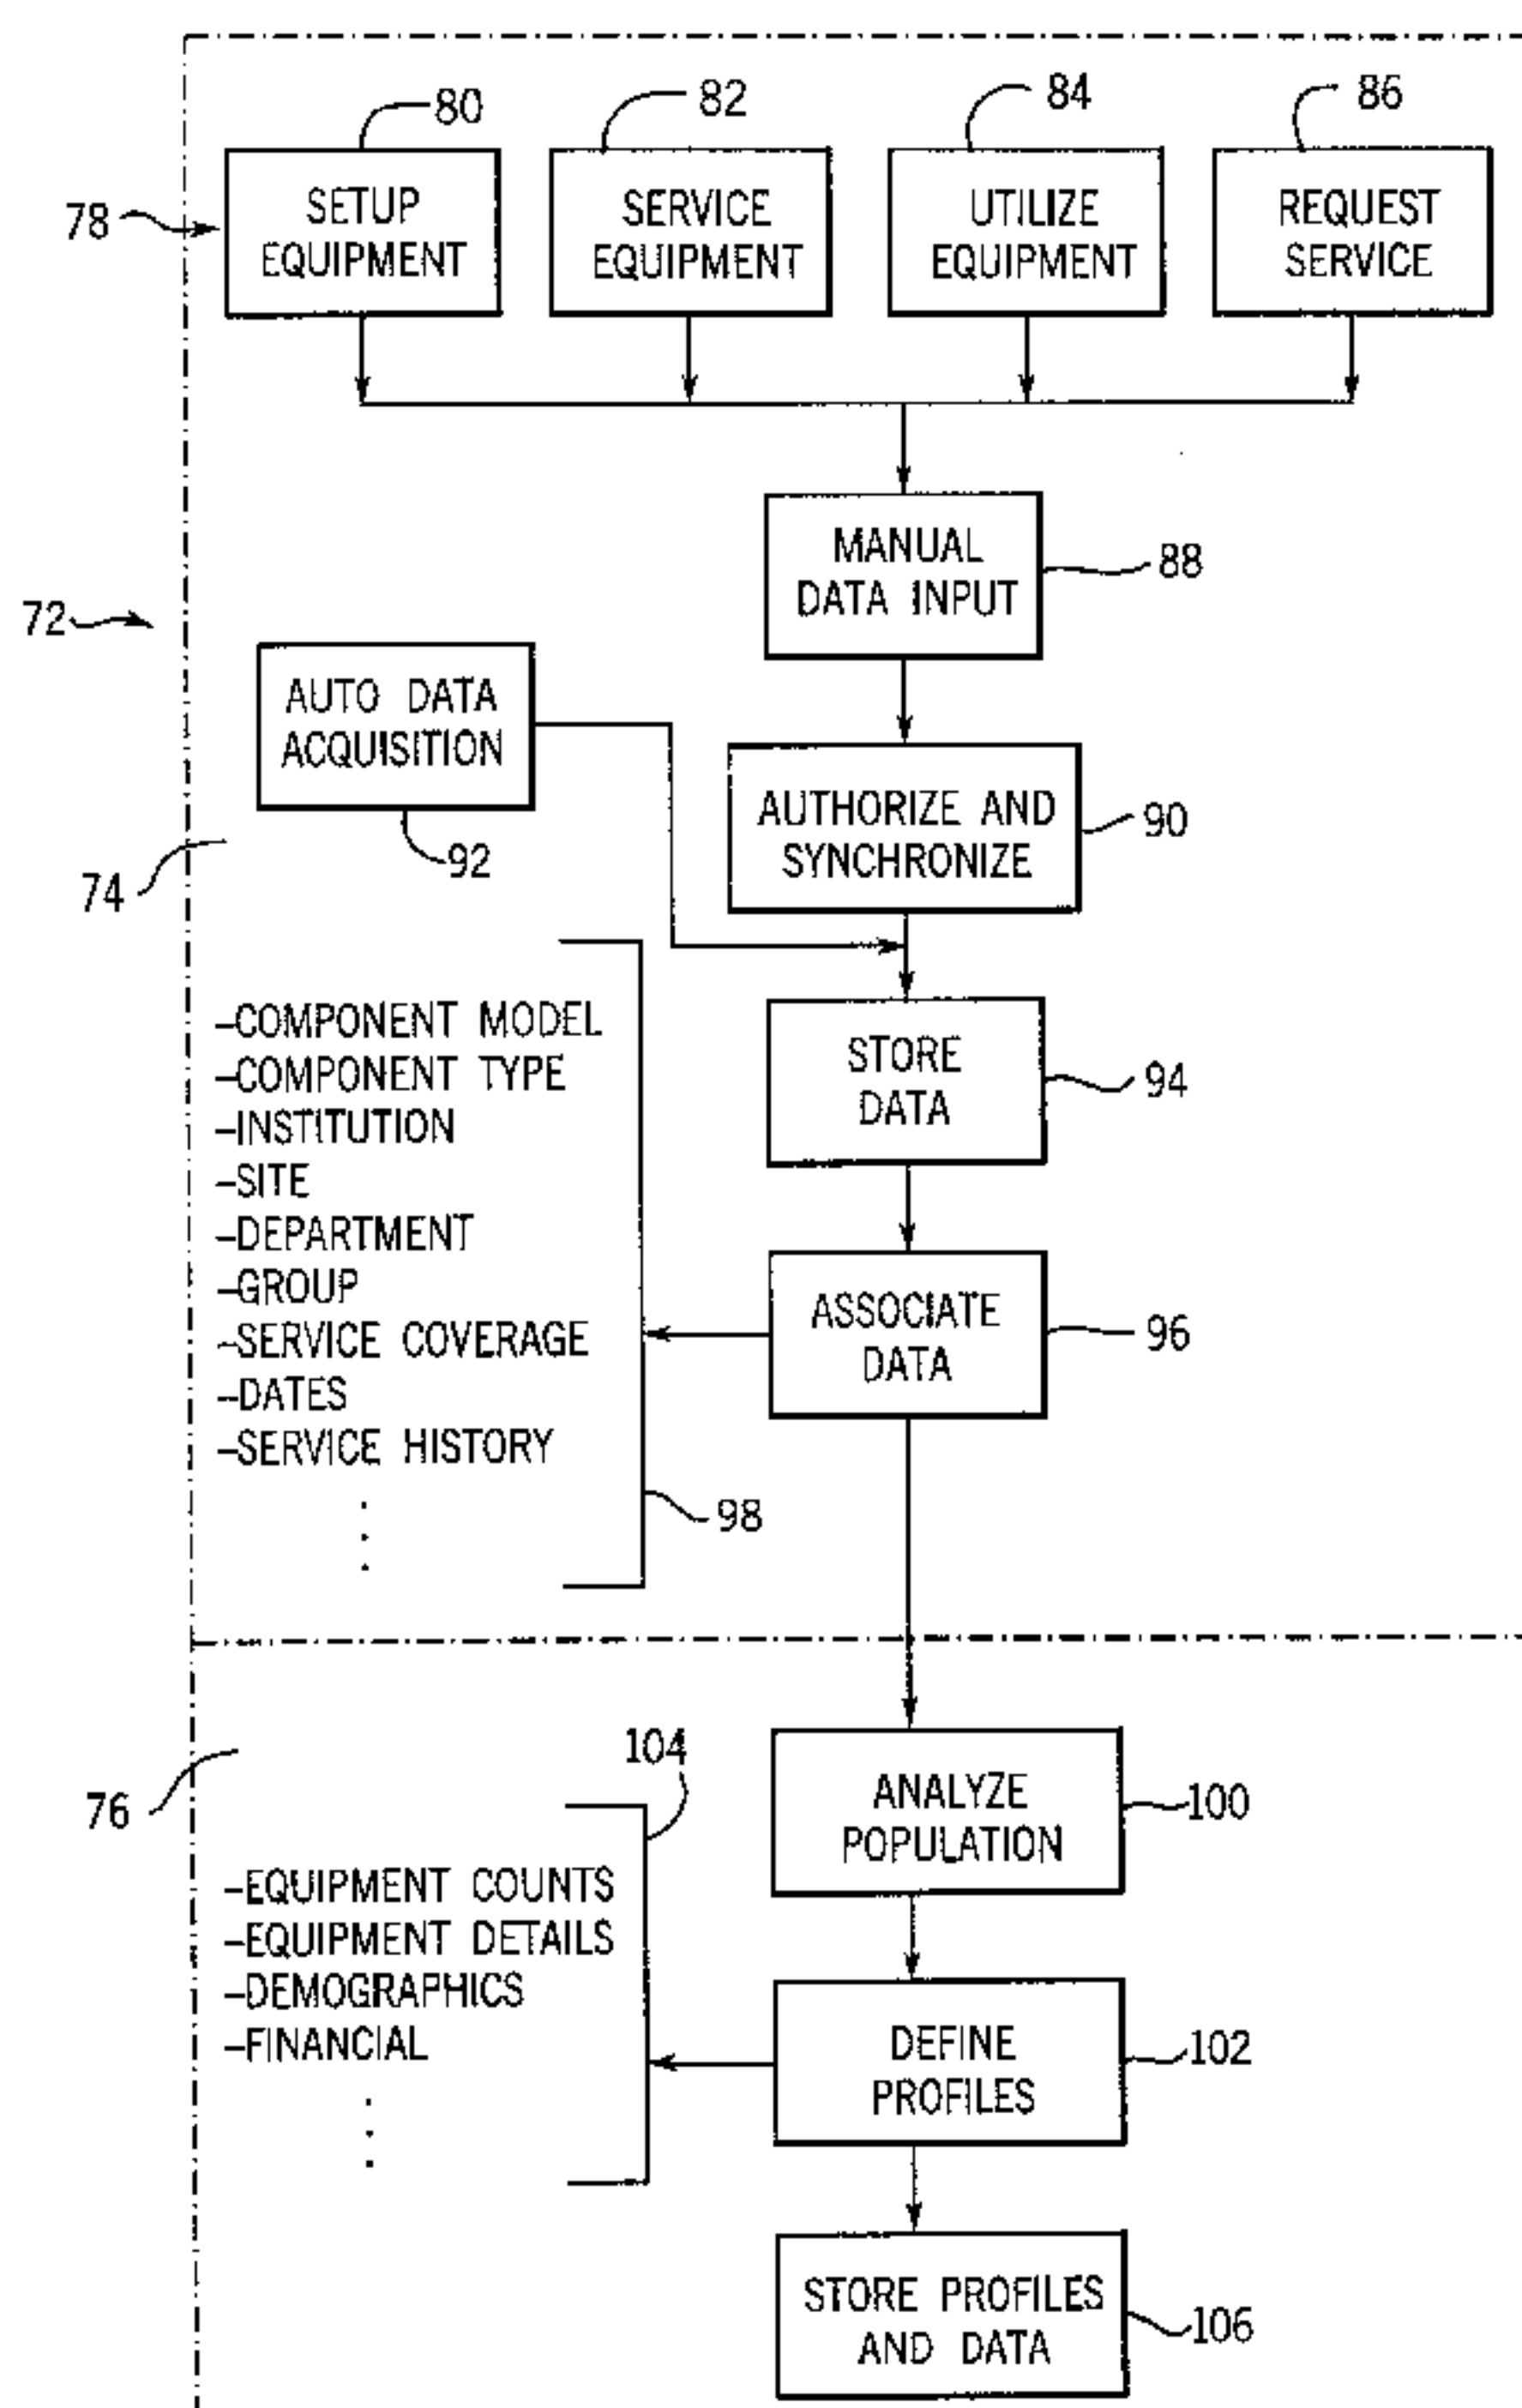 80
82
84
86
78
SETUP
EQUIPMENT
SERVICE
EQUIPMENT
UTILIZE
EQUIPMENT
REQUEST
SERVICE
MANUAL
DATA INPUT
88
72
AUTO DATA
ACQUISITION
92
AUTHORIZE AND
SYNCHRONIZE
90
74
-COMPONENT MODEL
-COMPONENT TYPE
-INSTITUTION
-SITE
-DEPARTMENT
-GROUP
-SERVICE COVERAGE
-DATES
-SERVICE HISTORY
98
STORE
DATA
94
ASSOCIATE
DATA
96
76
104
ANALYZE
POPULATION
100
-EQUIPMENT COUNTS
-EQUIPMENT DETAILS
-DEMOGRAPHICS
-FINANCIAL
DEFINE
PROFILES
102
STORE PROFILES
AND DATA
106